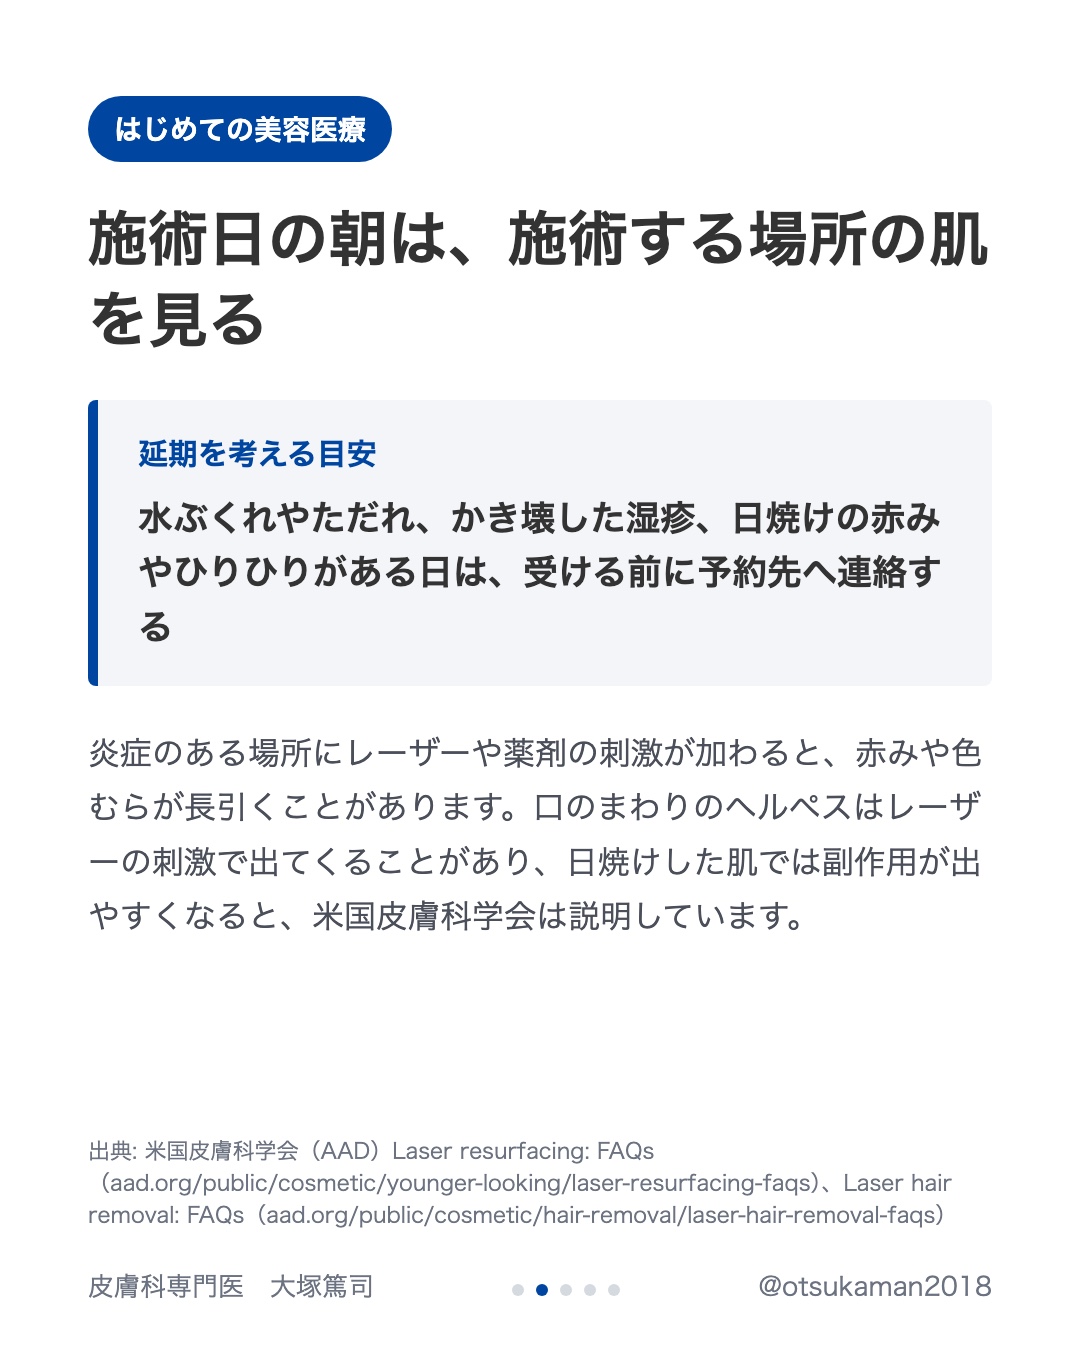 はじめての美容医療
施術日の朝は、施術する場所の肌
を見る
延期を考える目安
水ぶくれやただれ、かき壊した湿疹、日焼けの赤み
やひりひりがある日は、受ける前に予約先へ連絡す
る
炎症のある場所にレーザーや薬剤の刺激が加わると、赤みや色
むらが長引くことがあります。口のまわりのヘルペスはレーザ
ーの刺激で出てくることがあり、日焼けした肌では副作用が出
やすくなると、米国皮膚科学会は説明しています。
出典: 米国皮膚科学会（AAD）Laser resurfacing: FAQs
（aad.org/public/cosmetic/younger-looking/laser-resurfacing-faqs）、Laser hair
removal: FAQs（aad.org/public/cosmetic/hair-removal/laser-hair-removal-faqs）
皮膚科専門医　大塚篤司
@otsukaman2018